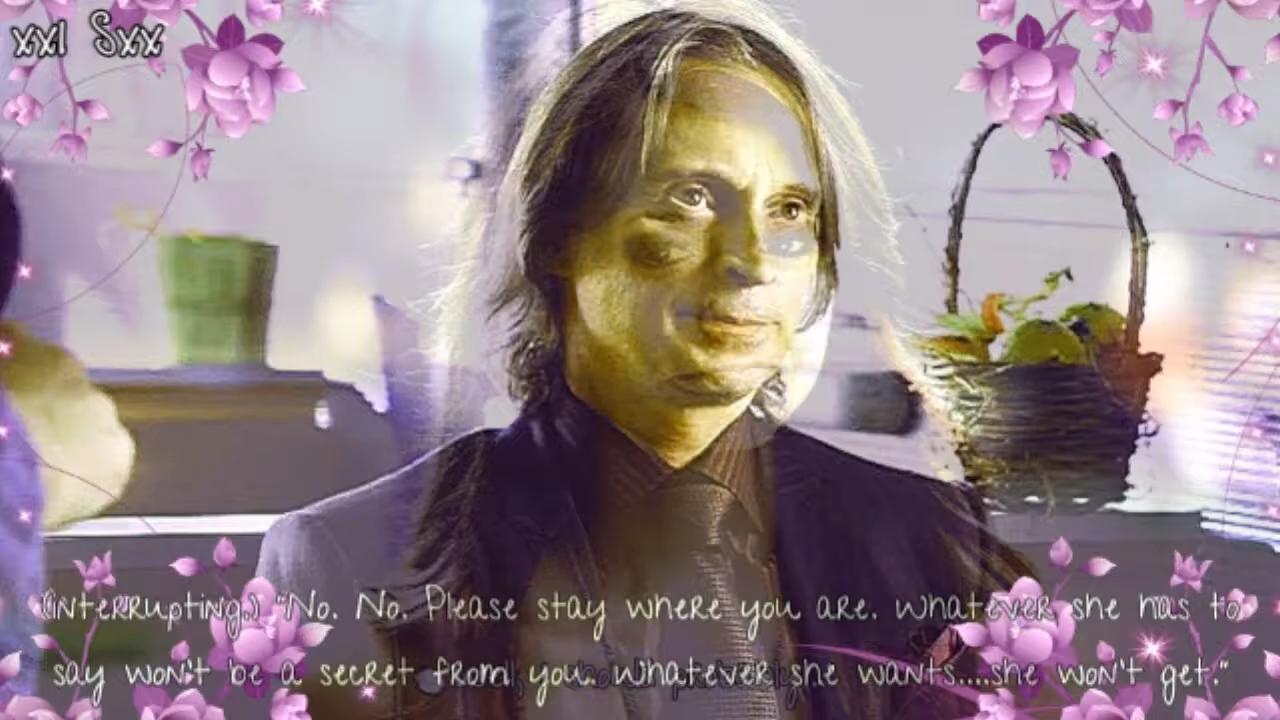 xxl Sxx
(interrupting.) "No. No. Please stay where you are. Whatever she has to
say won't be a secret from you. Whatever she wants....she won't get."